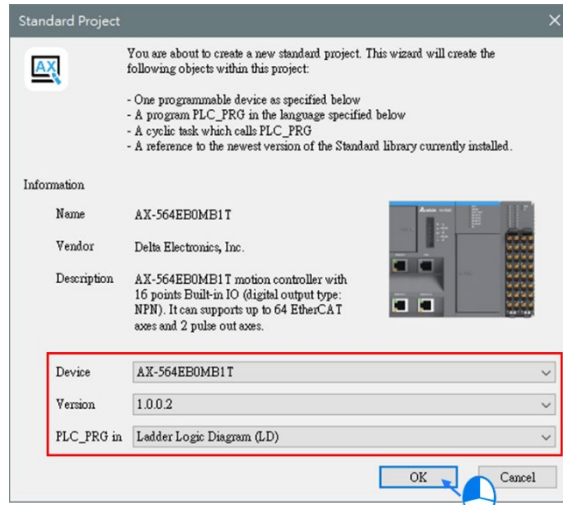 Standard Project
AX
You are about to create a new standard project. This wizard will create the
following objects within this project:
- One programmable device as specified below
- A program PLC_PRG in the language specified below
- A cyclic task which calls PLC_PRG
- A reference to the newest version of the Standard library currently installed.
Information
Name AX-564EB0MB1T
Vendor Delta Electronics, Inc.
Description AX-564EB0MB1T motion controller with
16 points Built-in IO (digital output type:
NPN). It can supports up to 64 EtherCAT
axes and 2 pulse out axes.
Device AX-564EB0MB1T
Version 1.0.0.2
PLC_PRG in Ladder Logic Diagram (LD)
OK Cancel